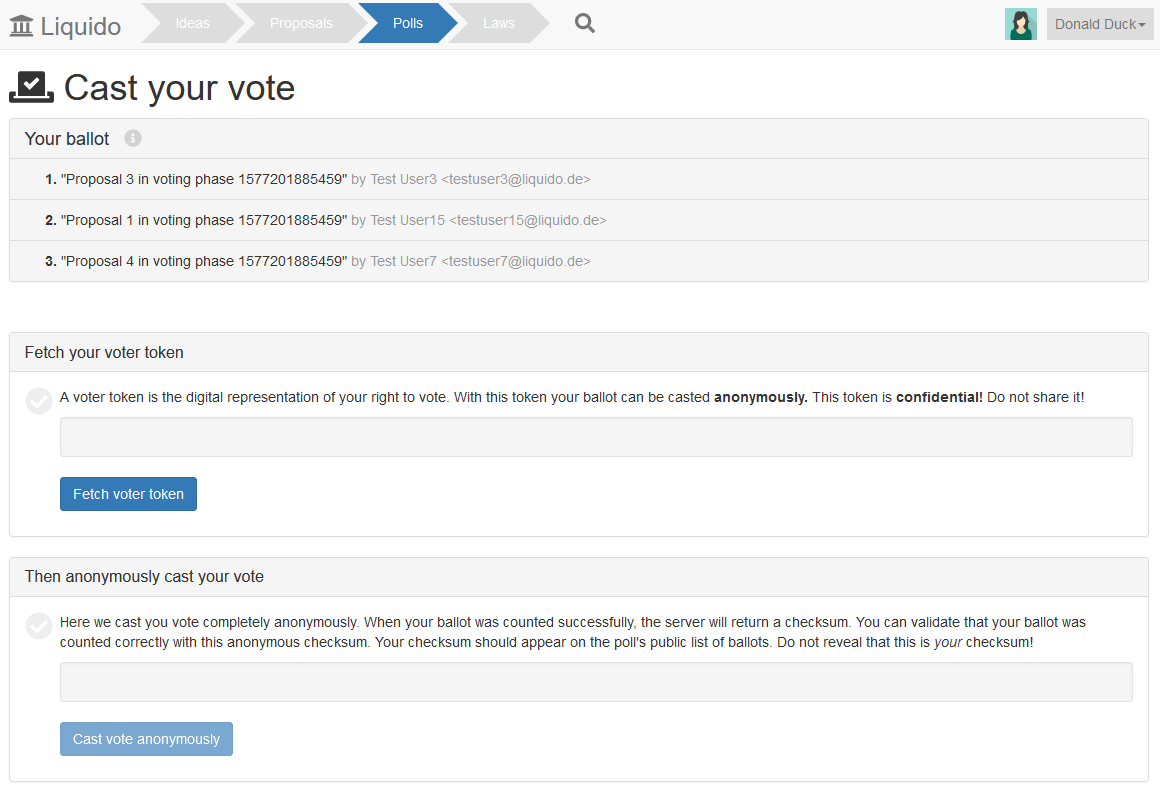 Liquido
Ideas
Proposals
Polls
Laws
Donald Duck
Cast your vote
Your ballot
1. "Proposal 3 in voting phase 1577201885459" by Test User3 <testuser3@liquido.de>
2. "Proposal 1 in voting phase 1577201885459" by Test User15 <testuser15@liquido.de>
3. "Proposal 4 in voting phase 1577201885459" by Test User7 <testuser7@liquido.de>
Fetch your voter token
A voter token is the digital representation of your right to vote. With this token your ballot can be casted anonymously. This token is confidential! Do not share it!
Fetch voter token
Then anonymously cast your vote
Here we cast you vote completely anonymously. When your ballot was counted successfully, the server will return a checksum. You can validate that your ballot was
counted correctly with this anonymous checksum. Your checksum should appear on the poll's public list of ballots. Do not reveal that this is your checksum!
Cast vote anonymously